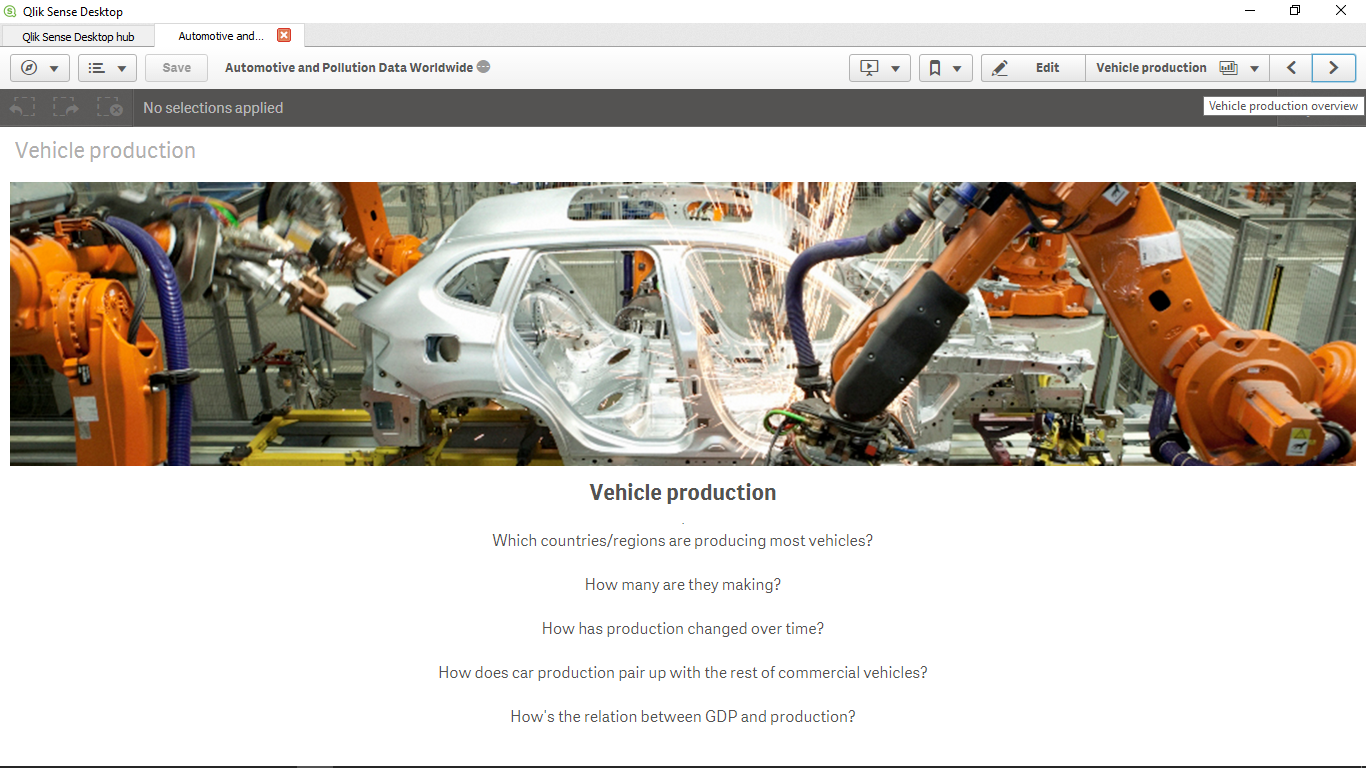 Qlik Sense Desktop
Qlik Sense Desktop hub
Automotive and...
Save
Automotive and Pollution Data Worldwide
Edit
Vehicle production
No selections applied
Vehicle production overview
Vehicle production
Vehicle production
Which countries/regions are producing most vehicles?
How many are they making?
How has production changed over time?
How does car production pair up with the rest of commercial vehicles?
How's the relation between GDP and production?